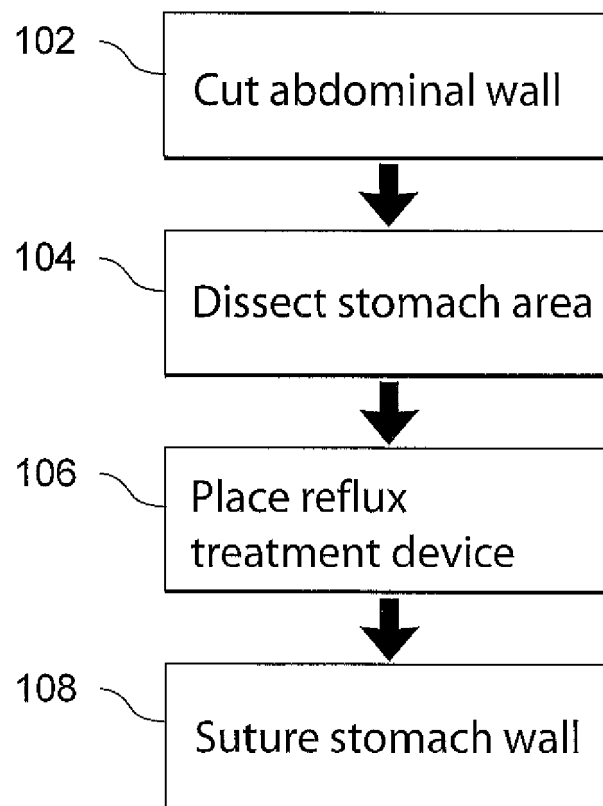 102
Cut abdominal wall
104
Dissect stomach area
106
Place reflux
treatment device
108
Suture stomach wall